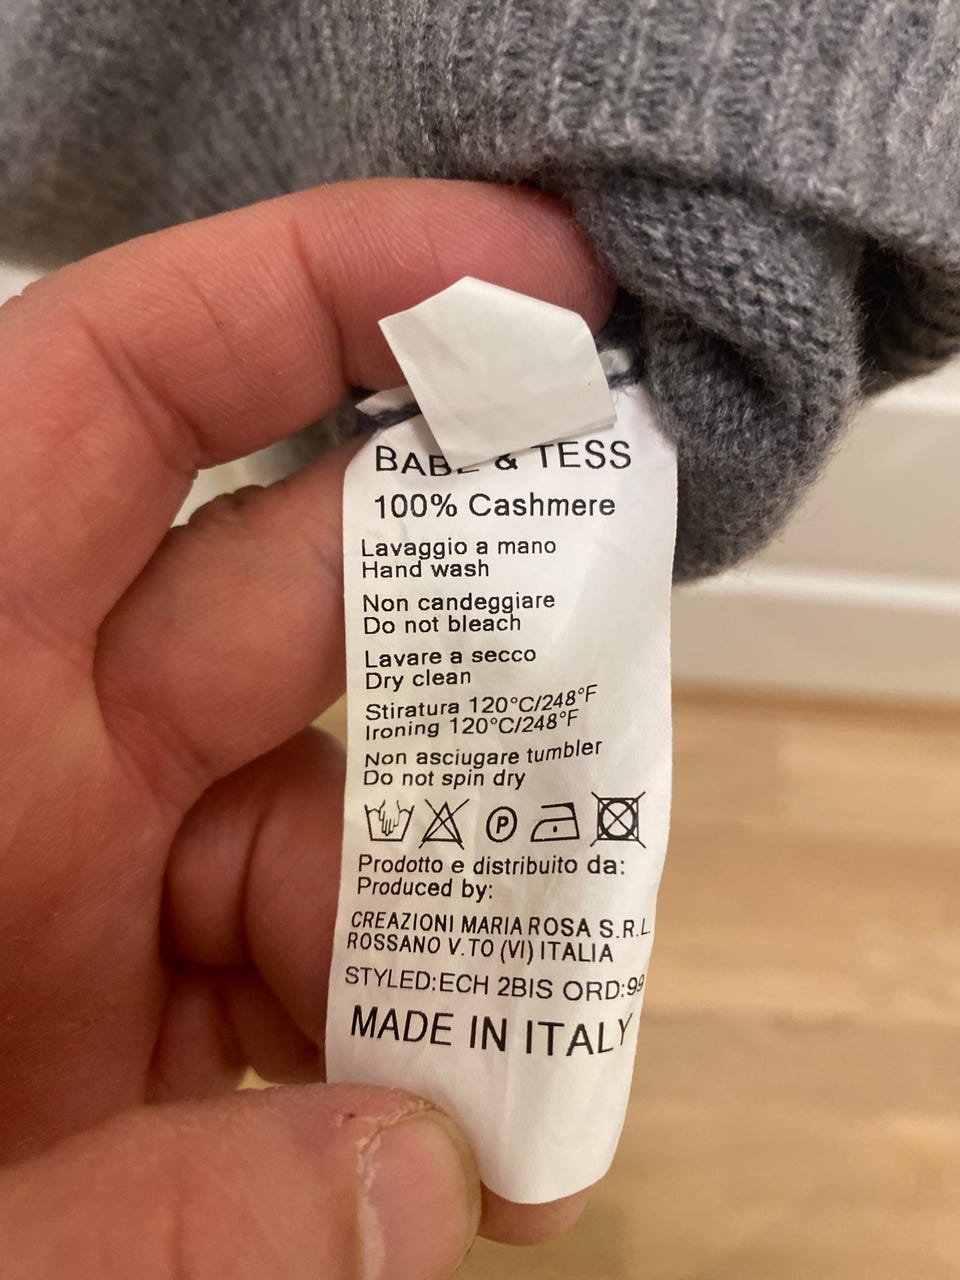 BABE & TESS
100% Cashmere
Lavaggio a mano
Hand wash
Non candeggiare
Do not bleach
Lavare a secco
Dry clean
Stiratura 120°C/248°F
Ironing 120°C/248°F
Non asciugare tumbler
Do not spin dry
P
Prodotto e distribuito da:
Produced by:
CREAZIONI MARIA ROSA S.R.L
ROSSANO V.TO (VI) ITALIA
STYLED:ECH 2BIS ORD:99
MADE IN ITALY